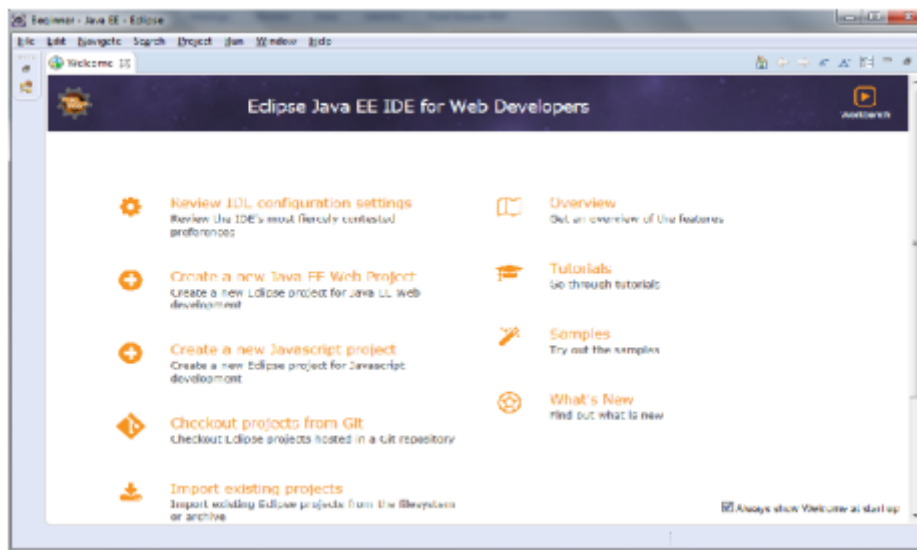 Beginner - Java EE - Eclipse
File Edit Navigate Search Project Run Window Help
Welcome
Eclipse Java EE IDE for Web Developers
Workbench
Review IDE configuration settings
Review the IDE's most fiercely contested
preferences
Create a new Java EE Web Project
Create a new Eclipse project for Java EE web
development
Create a new Javascript project
Create a new Eclipse project for Javascript
development
Checkout projects from Git
Checkout Eclipse projects hosted in a Git repository
Import existing projects
Import existing Eclipse projects from the filesystem
or archive
Overview
Get an overview of the features
Tutorials
Go through tutorials
Samples
Try out the samples
What's New
Find out what is new
Always show Welcome at start up